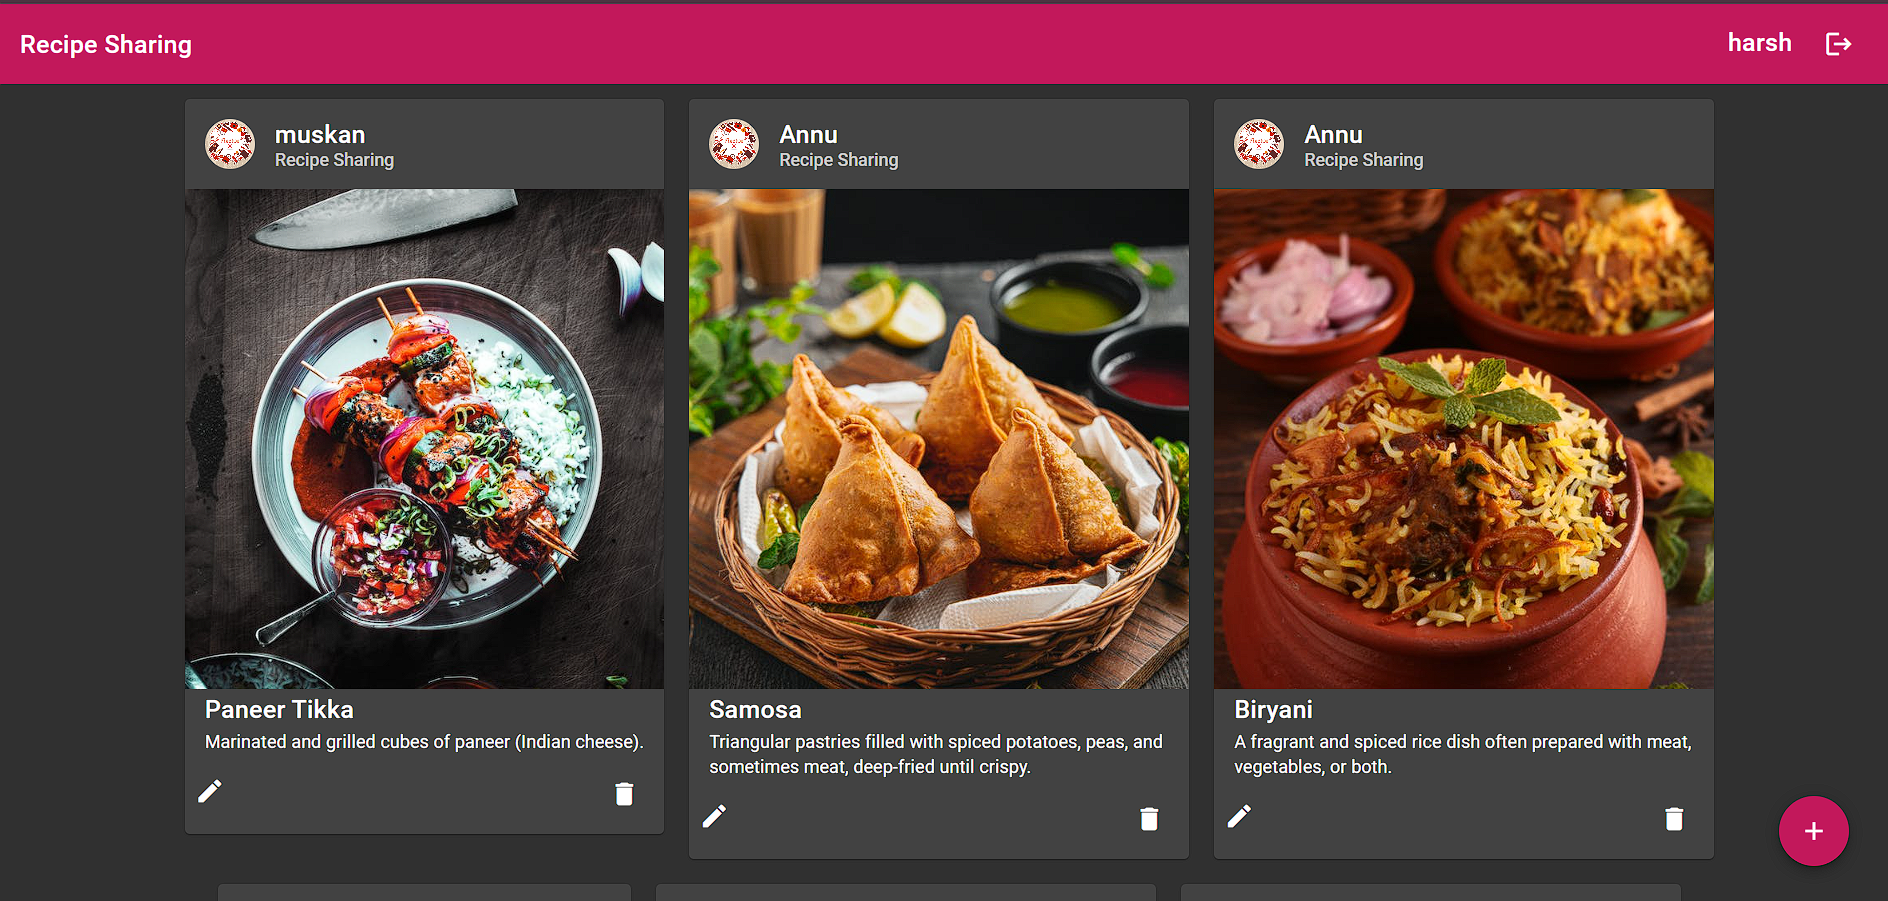 Recipe Sharing
harsh
muskan
Recipe Sharing
Annu
Recipe Sharing
Annu
Recipe Sharing
Paneer Tikka
Marinated and grilled cubes of paneer (Indian cheese).
Samosa
Triangular pastries filled with spiced potatoes, peas, and
sometimes meat, deep-fried until crispy.
Biryani
A fragrant and spiced rice dish often prepared with meat,
vegetables, or both.